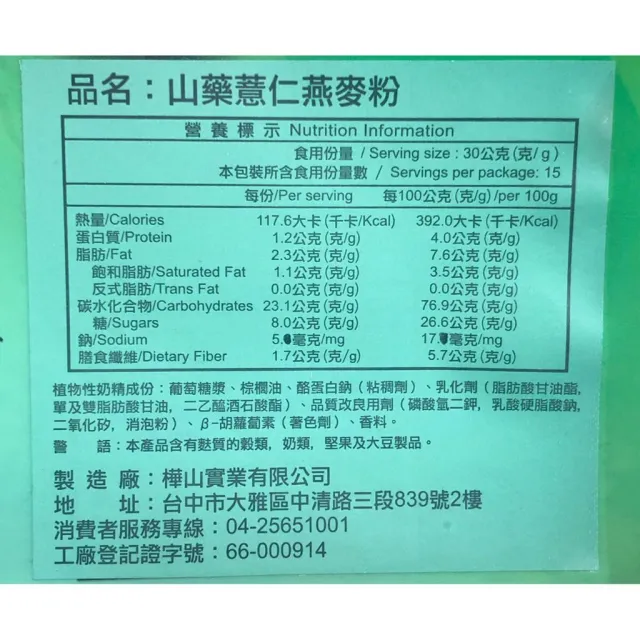 品名：山藥薏仁燕麥粉
營養標示 Nutrition Information
食用份量 / Serving size : 30公克(克/g)
本包裝所含食用份量數 / Servings per package: 15
每份/Per serving 每100公克(克/g)/per 100g
熱量/Calories 117.6大卡(千卡/Kcal) 392.0大卡(千卡/Kcal)
蛋白質/Protein 1.2公克(克/g) 4.0公克(克/g)
脂肪/Fat 2.3公克(克/g) 7.6公克(克/g)
飽和脂肪/Saturated Fat 1.1公克(克/g) 3.5公克(克/g)
反式脂肪/Trans Fat 0.0公克(克/g) 0.0公克(克/g)
碳水化合物/Carbohydrates 23.1公克(克/g) 76.9公克(克/g)
糖/Sugars 8.0公克(克/g) 26.6公克(克/g)
鈉/Sodium 毫克/mg 毫克/mg
膳食纖維/Dietary Fiber 1.7公克(克/g) 5.7公克(克/g)
植物性奶精成份：葡萄糖漿、棕櫚油、酪蛋白鈉（粘稠劑）、乳化劑（脂肪酸甘油酯,
單及雙脂肪酸甘油, 二乙醯酒石酸酯）、品質改良用劑（磷酸氫二鉀, 乳酸硬脂酸鈉,
二氧化矽, 消泡粉）、β-胡蘿蔔素（著色劑）、香料。
警 語：本產品含有麩質的穀類, 奶類, 堅果及大豆製品。
製造廠：樺山實業有限公司
地 址：台中市大雅區中清路三段839號2樓
消費者服務專線：04-25651001
工廠登記證字號：66-000914